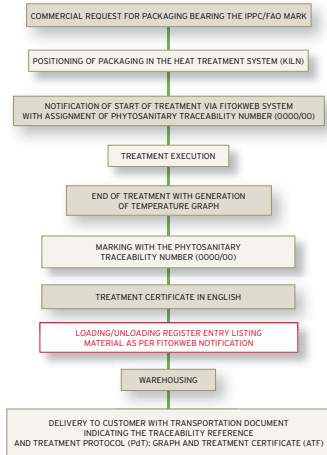 COMMERCIAL REQUEST FOR PACKAGING BEARING THE IPPC/FAO MARK
POSITIONING OF PACKAGING IN THE HEAT TREATMENT SYSTEM (KILN)
NOTIFICATION OF START OF TREATMENT VIA FITOKWEB SYSTEM
WITH ASSIGNMENT OF PHYTOSANITARY TRACEABILITY NUMBER (0000/00)
TREATMENT EXECUTION
END OF TREATMENT WITH GENERATION
OF TEMPERATURE GRAPH
MARKING WITH THE PHYTOSANITARY
TRACEABILITY NUMBER (0000/00)
TREATMENT CERTIFICATE IN ENGLISH
LOADING/UNLOADING REGISTER ENTRY LISTING
MATERIAL AS PER FITOKWEB NOTIFICATION
WAREHOUSING
DELIVERY TO CUSTOMER WITH TRANSPORTATION DOCUMENT
INDICATING THE TRACEABILITY REFERENCE
AND TREATMENT PROTOCOL (PdT): GRAPH AND TREATMENT CERTIFICATE (ATF)